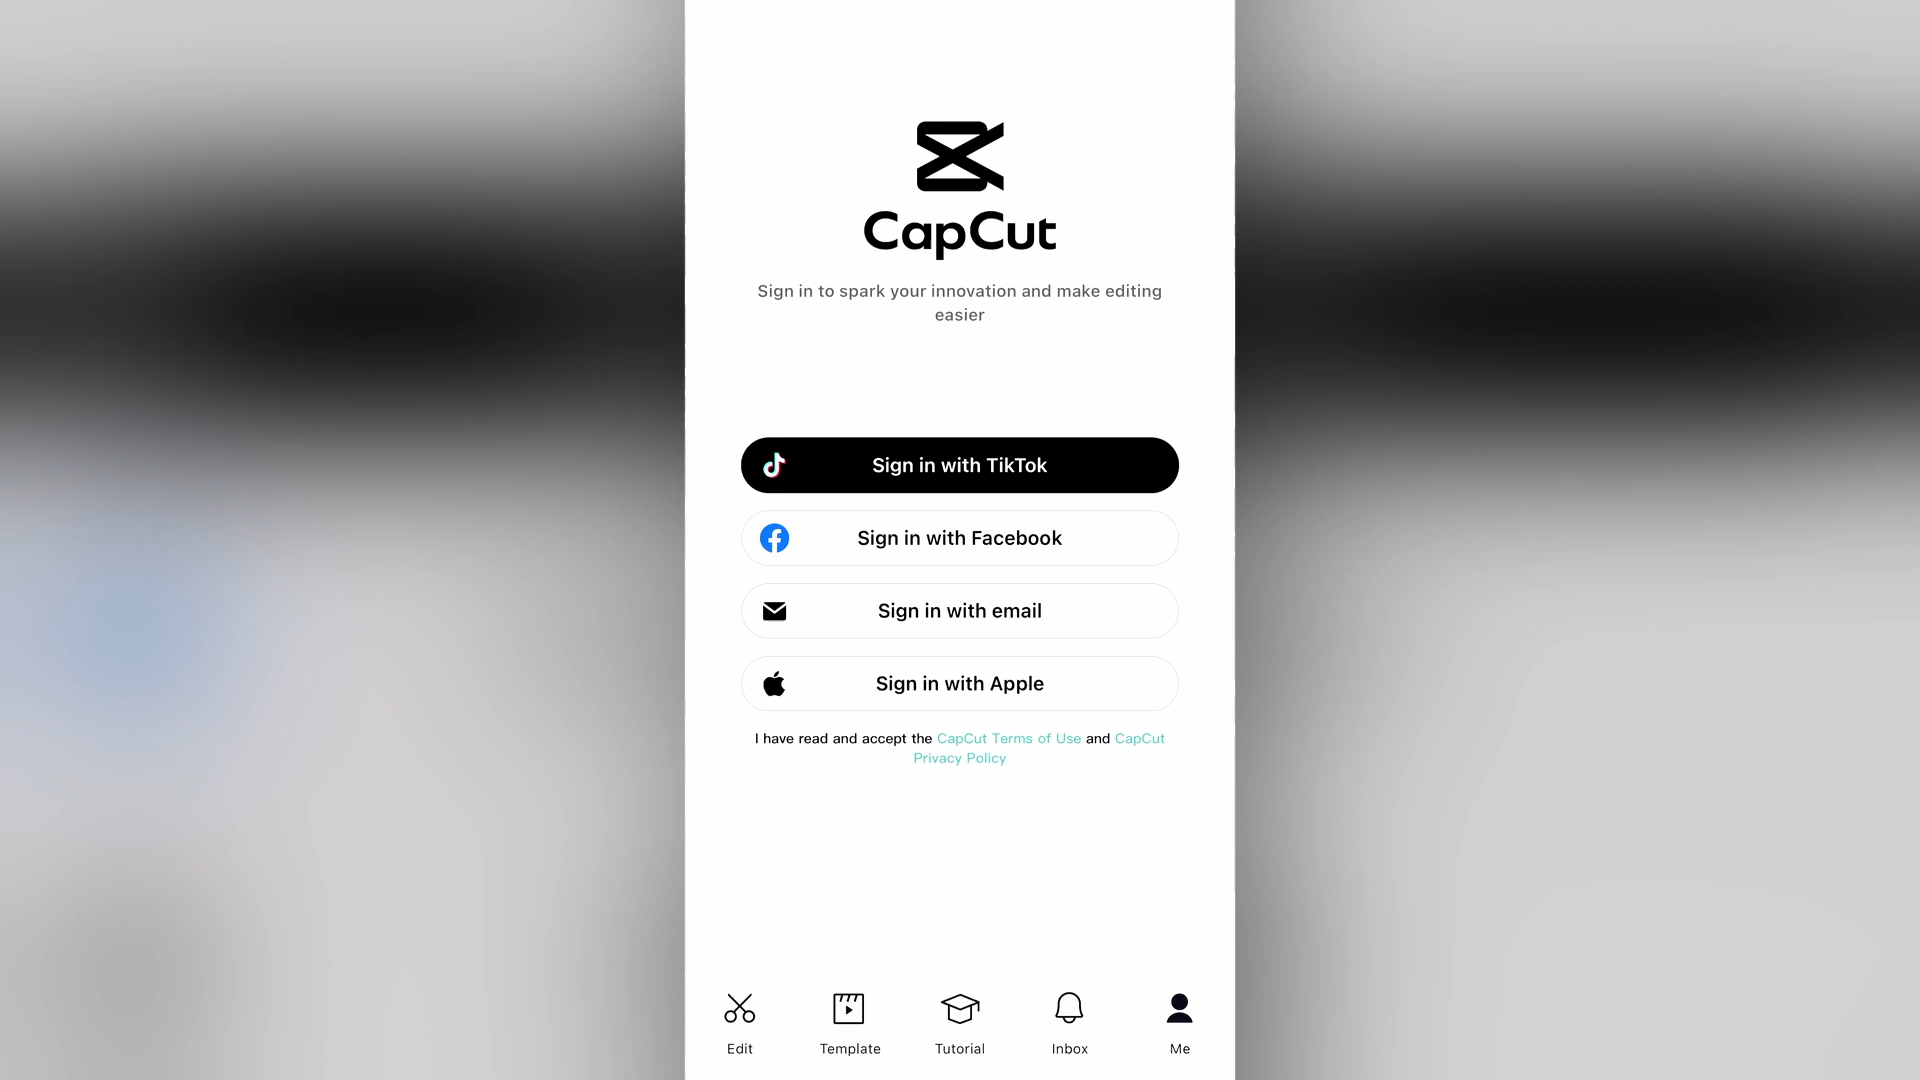 CapCut
Sign in to spark your innovation and make editing
easier
Sign in with TikTok
Sign in with Facebook
Sign in with email
Sign in with Apple
I have read and accept the CapCut Terms of Use and CapCut
Privacy Policy
Edit Template Tutorial Inbox Me